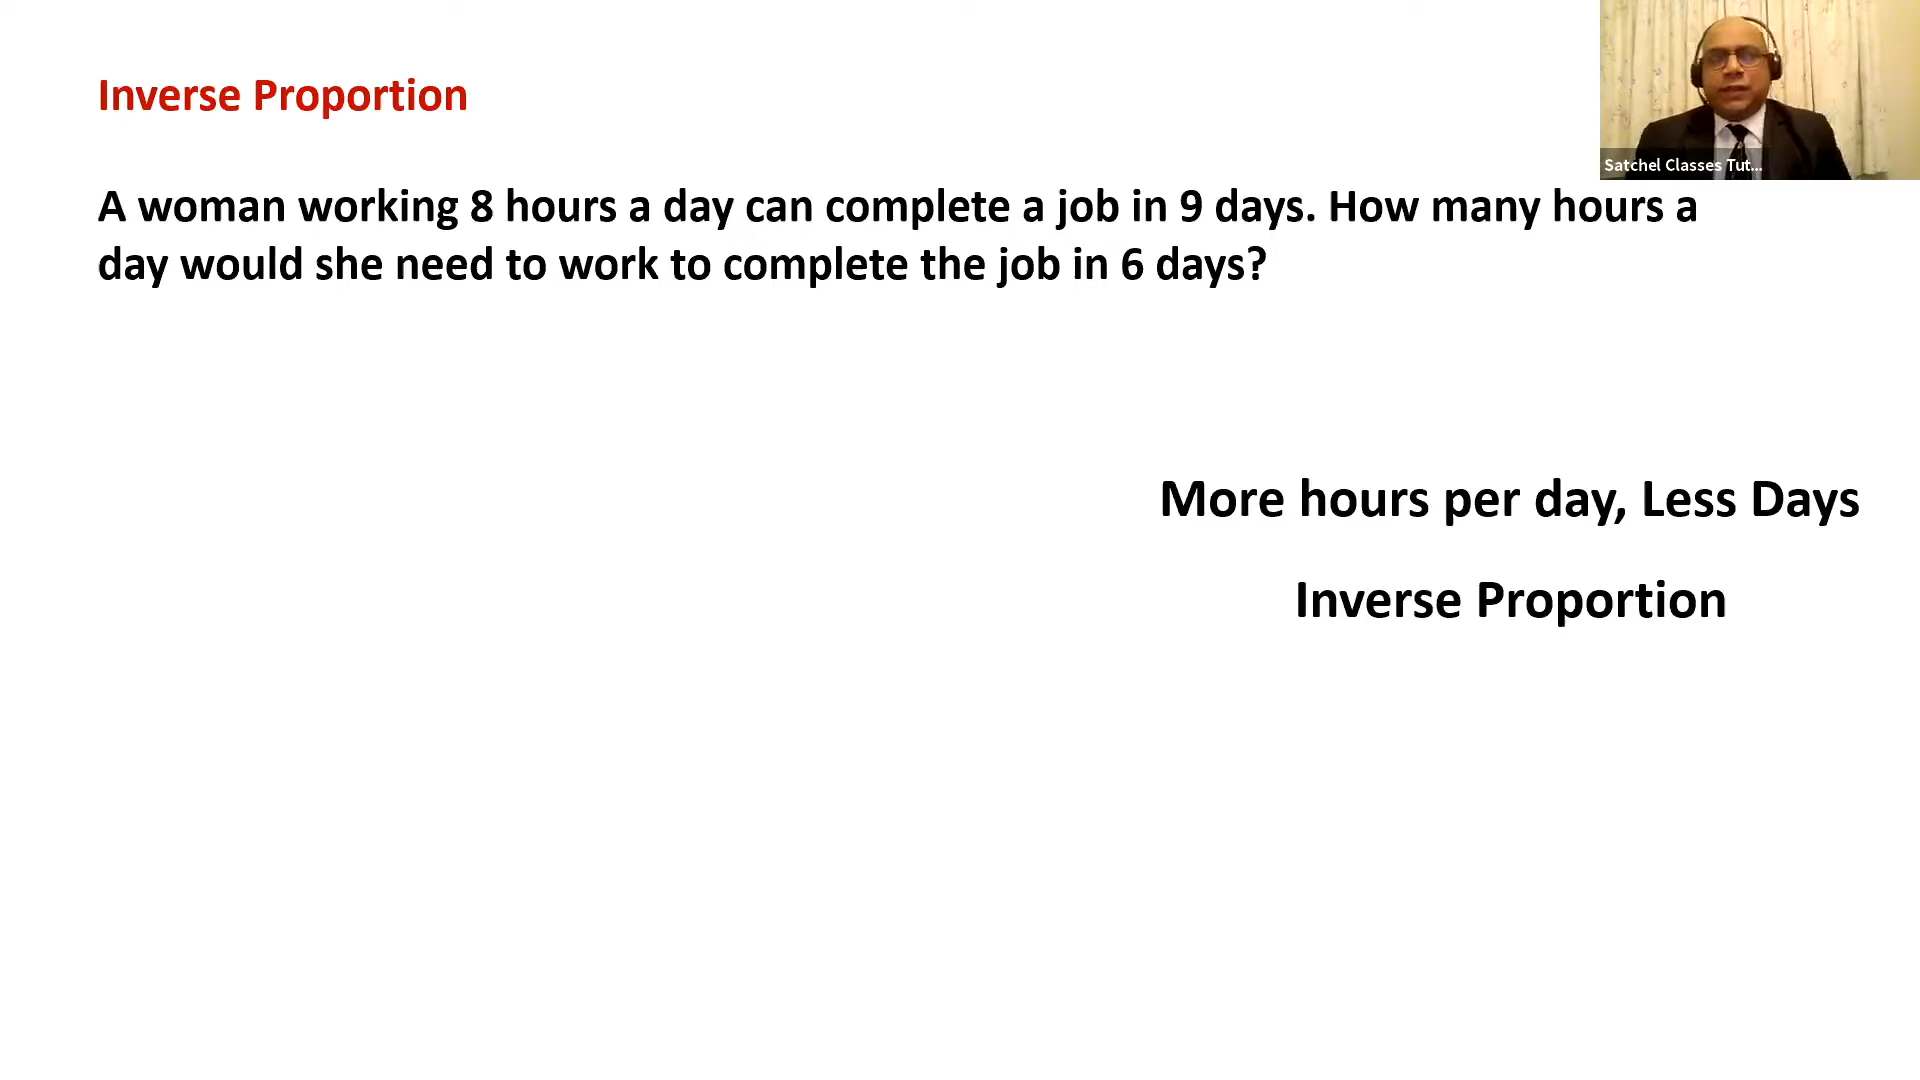 Inverse Proportion
Satchel Classes Tut...
A woman working 8 hours a day can complete a job in 9 days. How many hours a
day would she need to work to complete the job in 6 days?
More hours per day, Less Days
Inverse Proportion